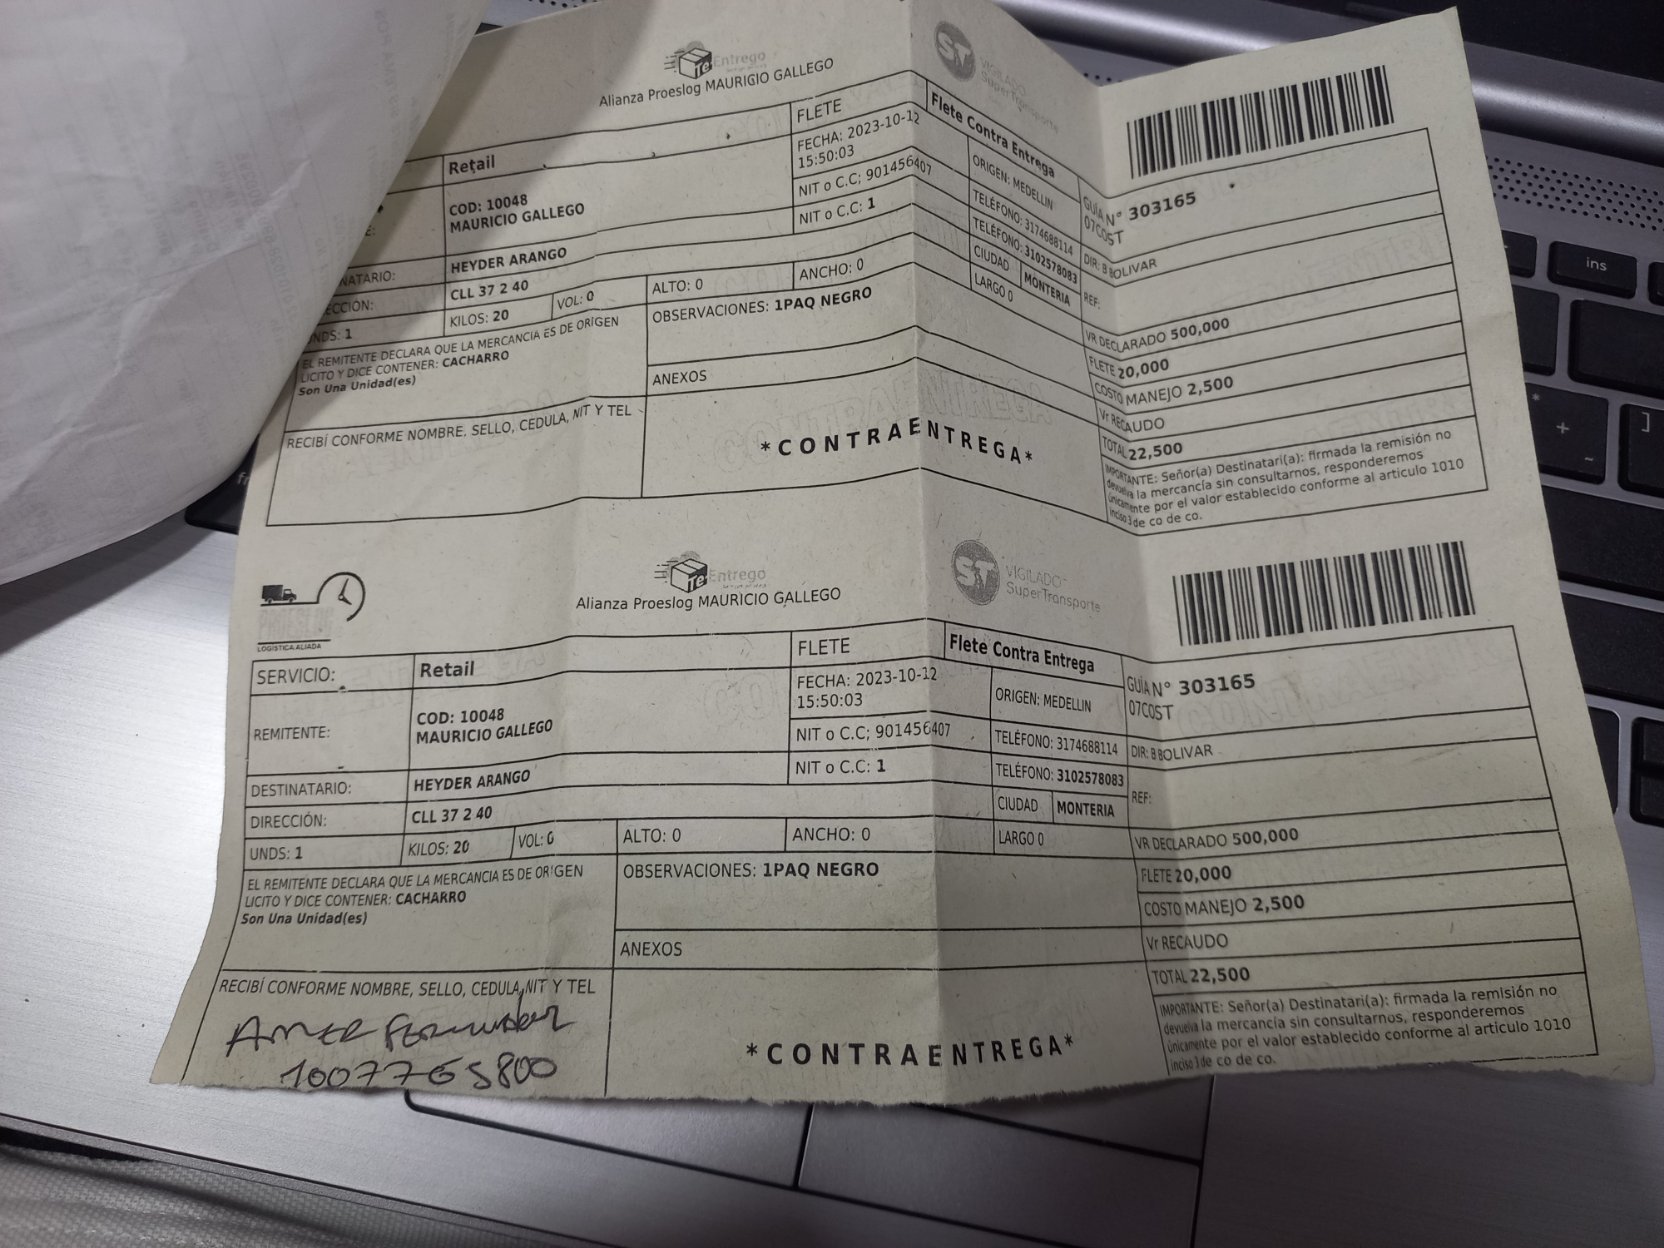 Te Entrego
Alianza Proeslog MAURICIO GALLEGO
ST
VIGILADO
SuperTransporte
Retail
FLETE
Flete Contra Entrega
COD: 10048
MAURICIO GALLEGO
FECHA: 2023-10-12
15:50:03
ORIGEN: MEDELLIN
GUÍA N° 303165
07COST
E:
NIT o C.C; 901456407
TELÉFONO: 3174688114
DIR: B BOLIVAR
NATARIO:
HEYDER ARANGO
NIT o C.C: 1
TELÉFONO: 3102578083
REF:
ECCIÓN:
CLL 37 2 40
CIUDAD
MONTERIA
NDS: 1
KILOS: 20
VOL: 0
ALTO: 0
ANCHO: 0
LARGO 0
VR DECLARADO 500,000
EL REMITENTE DECLARA QUE LA MERCANCIA ES DE ORIGEN
LICITO Y DICE CONTENER: CACHARRO
Son Una Unidad(es)
OBSERVACIONES: 1PAQ NEGRO
FLETE 20,000
COSTO MANEJO 2,500
ANEXOS
Vr RECAUDO
TOTAL 22,500
RECIBÍ CONFORME NOMBRE, SELLO, CEDULA, NIT Y TEL
*CONTRAENTREGA*
IMPORTANTE: Señor(a) Destinatari(a): firmada la remisión no
devuelva la mercancía sin consultarnos, responderemos
únicamente por el valor establecido conforme al articulo 1010
inciso 3 de co de co.
LOGISTICA ALIADA
Te Entrego
Alianza Proeslog MAURICIO GALLEGO
ST
VIGILADO
SuperTransporte
SERVICIO:
Retail
FLETE
Flete Contra Entrega
REMITENTE:
COD: 10048
MAURICIO GALLEGO
FECHA: 2023-10-12
15:50:03
ORIGEN: MEDELLIN
GUÍA N° 303165
07COST
NIT o C.C; 901456407
TELÉFONO: 3174688114
DIR: B BOLIVAR
DESTINATARIO:
HEYDER ARANGO
NIT o C.C: 1
TELÉFONO: 3102578083
REF:
DIRECCIÓN:
CLL 37 2 40
CIUDAD
MONTERIA
UNDS: 1
KILOS: 20
VOL: 0
ALTO: 0
ANCHO: 0
LARGO 0
VR DECLARADO 500,000
EL REMITENTE DECLARA QUE LA MERCANCIA ES DE ORIGEN
LICITO Y DICE CONTENER: CACHARRO
Son Una Unidad(es)
OBSERVACIONES: 1PAQ NEGRO
FLETE 20,000
COSTO MANEJO 2,500
ANEXOS
Vr RECAUDO
TOTAL 22,500
RECIBÍ CONFORME NOMBRE, SELLO, CEDULA, NIT Y TEL
1007765800
*CONTRAENTREGA*
IMPORTANTE: Señor(a) Destinatari(a): firmada la remisión no
devuelva la mercancía sin consultarnos, responderemos
únicamente por el valor establecido conforme al articulo 1010
inciso 3 de co de co.
ins